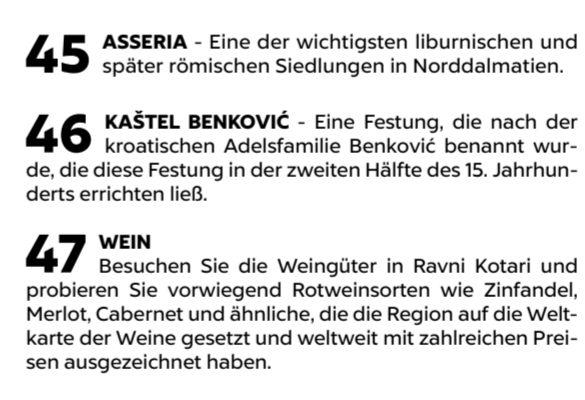 45 ASSERIA - Eine der wichtigsten liburnischen und
später römischen Siedlungen in Norddalmatien.
46 KAŠTEL BENKOVIĆ - Eine Festung, die nach der
kroatischen Adelsfamilie Benković benannt wur-
de, die diese Festung in der zweiten Hälfte des 15. Jahrhun-
derts errichten ließ.
47 WEIN
Besuchen Sie die Weingüter in Ravni Kotari und
probieren Sie vorwiegend Rotweinsorten wie Zinfandel,
Merlot, Cabernet und ähnliche, die die Region auf die Welt-
karte der Weine gesetzt und weltweit mit zahlreichen Prei-
sen ausgezeichnet haben.